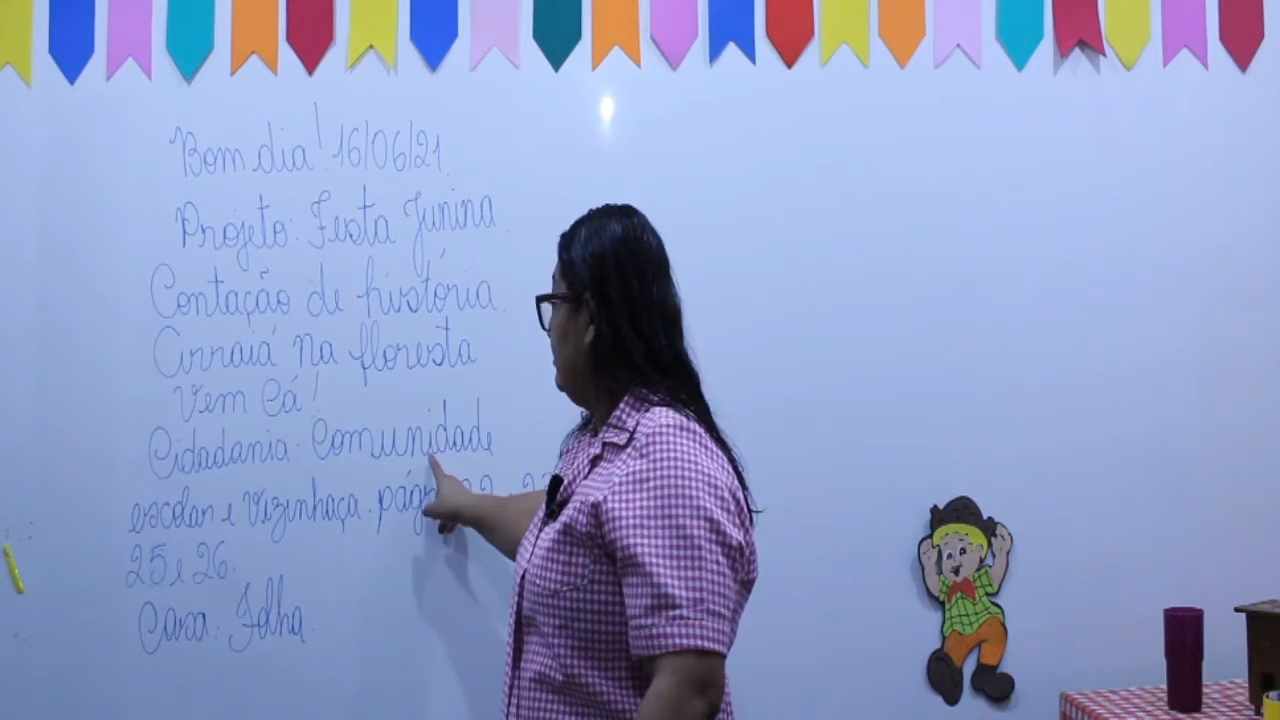 Bom dia! 16/06/21.
Projeto: Festa Junina.
Contação de história.
Arraiá na floresta
Vem Cá!
Cidadania: Comunidade
escolar e Vizinhaça.
25 e 26.
Casa: Folha.